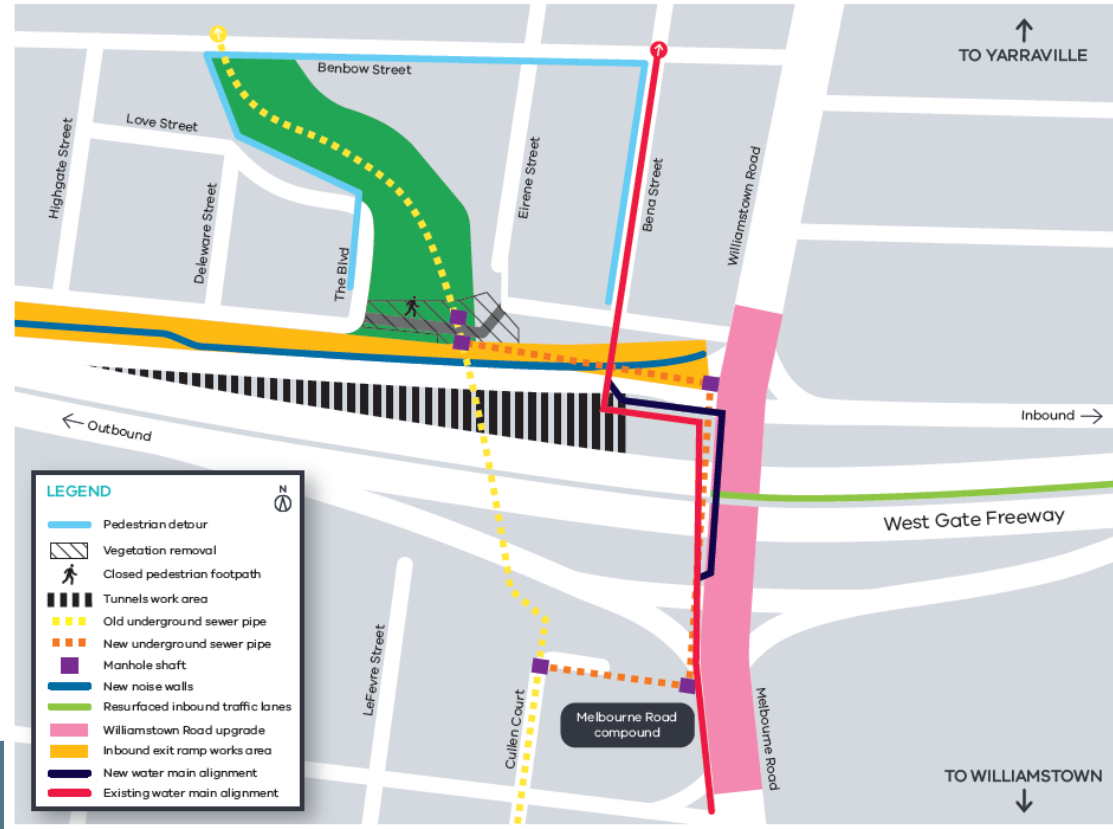 TO YARRAVILLE
Benbow Street
Love Street
Highgate Street
Deleware Street
The Blvd
Eirene Street
Bena Street
Williamstown Road
Inbound
Outbound
West Gate Freeway
LEGEND
N
Pedestrian detour
Vegetation removal
Closed pedestrian footpath
Tunnels work area
Old underground sewer pipe
New underground sewer pipe
Manhole shaft
New noise walls
Resurfaced inbound traffic lanes
Williamstown Road upgrade
Inbound exit ramp works area
New water main alignment
Existing water main alignment
LeFevre Street
Cullen Court
Melbourne Road
compound
Melbourne Road
TO WILLIAMSTOWN